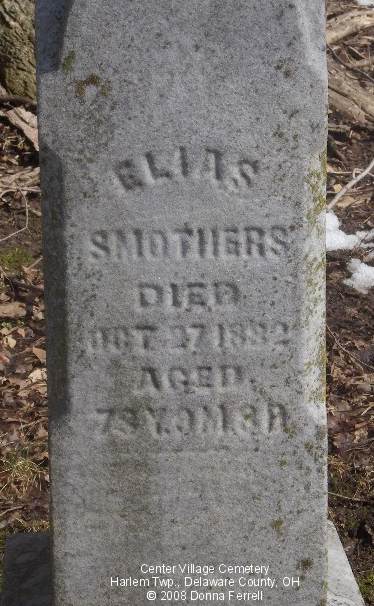 ELIAS
SMOTHERS
DIED
OCT. 27 1882
AGED
Center Village Cemetery
Harlem Twp., Delaware County, OH
© 2008 Donna Ferrell